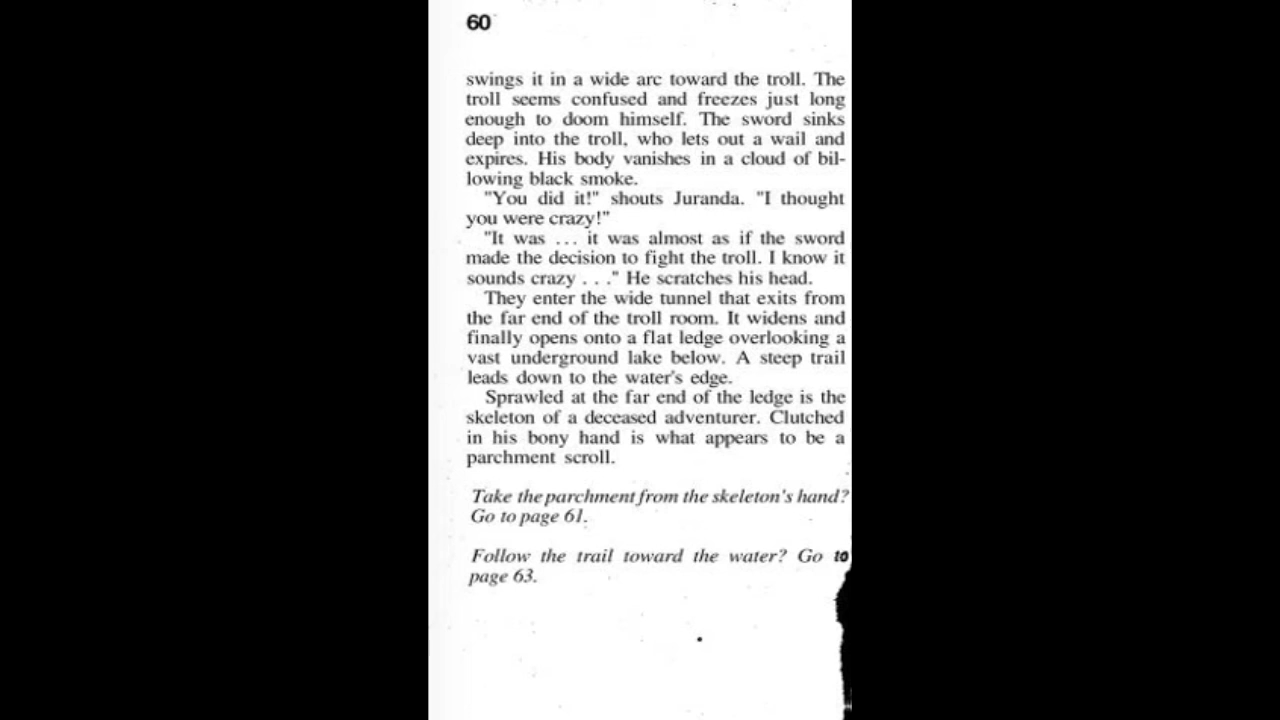 60
swings it in a wide arc toward the troll. The
troll seems confused and freezes just long
enough to doom himself. The sword sinks
deep into the troll, who lets out a wail and
expires. His body vanishes in a cloud of bil-
lowing black smoke.
"You did it!" shouts Juranda. "I thought
you were crazy!"
"It was ... it was almost as if the sword
made the decision to fight the troll. I know it
sounds crazy . . ." He scratches his head.
They enter the wide tunnel that exits from
the far end of the troll room. It widens and
finally opens onto a flat ledge overlooking a
vast underground lake below. A steep trail
leads down to the water's edge.
Sprawled at the far end of the ledge is the
skeleton of a deceased adventurer. Clutched
in his bony hand is what appears to be a
parchment scroll.
Take the parchment from the skeleton's hand?
Go to page 61.
Follow the trail toward the water? Go to
page 63.